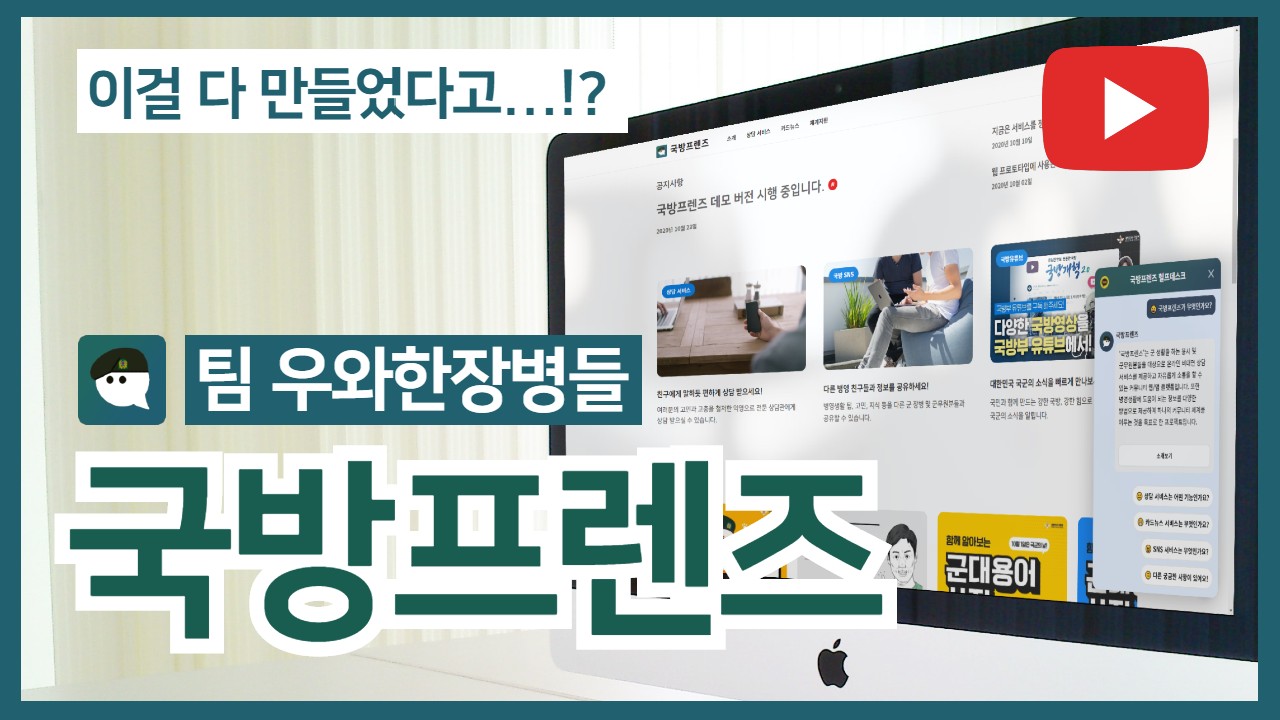 이걸 다 만들었다고...!?
팀 우와한장병들
국방프렌즈
국방프렌즈
소개
상담 서비스
카드뉴스
제게지원
공지사항
국방프렌즈 데모 버전 시행 중입니다.
2020년 10월 28일
지금은 서비스를
2020년 10월 10일
웹 프로토타입에 사용
2020년 10월 02일
상담 서비스
친구에게 말하듯 편하게 상담 받으세요!
여러분의 고민과 고충을 철저한 익명으로 전문 상담관에게
상담 받으실 수 있습니다.
국방 SNS
다른 병영 친구들과 정보를 공유하세요!
병영생활 팁, 고민, 지식 등을 다른 군 장병 및 군무원분들과
공유할 수 있습니다.
국방유튜브
국방개혁2.0
다양한 국방영상을
국방부 유튜브에서!
대한민국 국군의 소식을 빠르게 만나보
국민과 함께 만드는 강한 국방, 강한 힘으로
국군의 소식을 알립니다.
국방프렌즈 헬프데스크
X
국방프렌즈가 무엇인가요?
국방프렌즈
소개보기
상담 서비스는 어떤 기능인가요?
카드뉴스 서비스는 무엇인가요?
SNS 서비스는 무엇인가요?
다른 궁금한 사항이 있어요!
함께 알아보는
군대용어